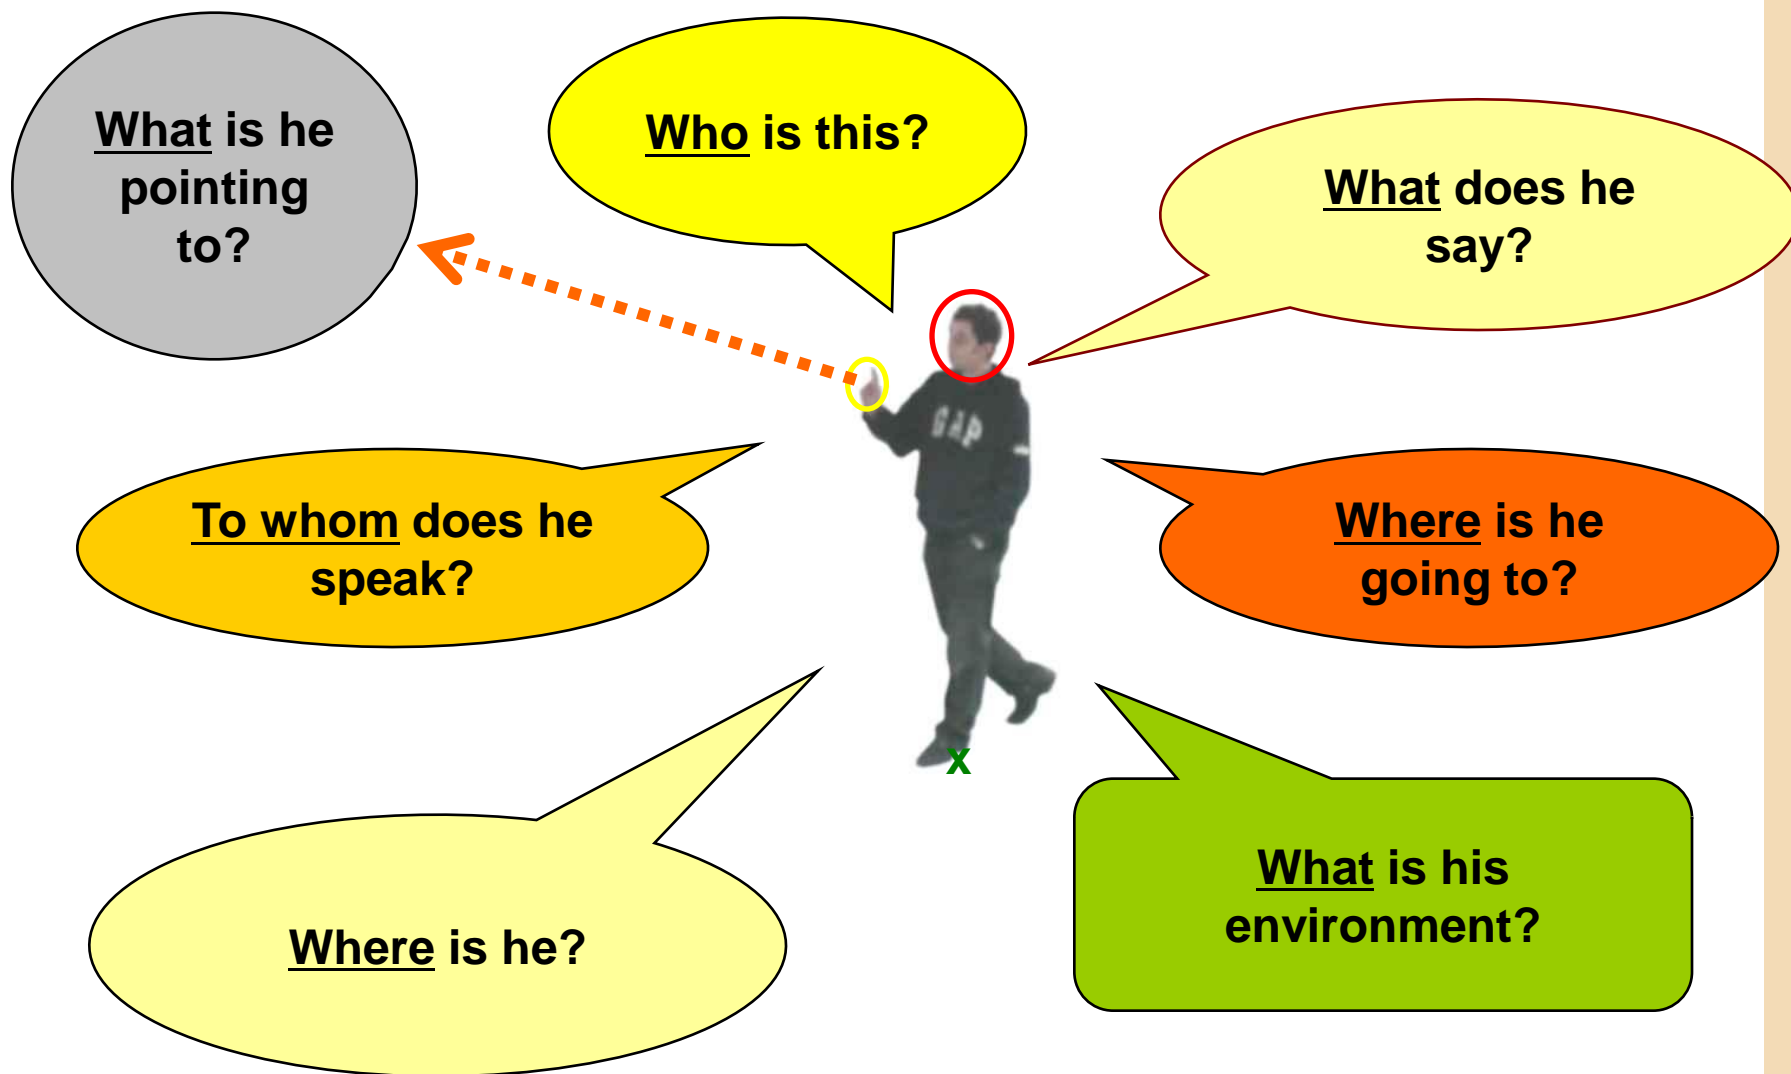 What is he
pointing
to?
Who is this?
What does he
say?
GAP
To whom does he
speak?
Where is he
going to?
x
Where is he?
What is his
environment?